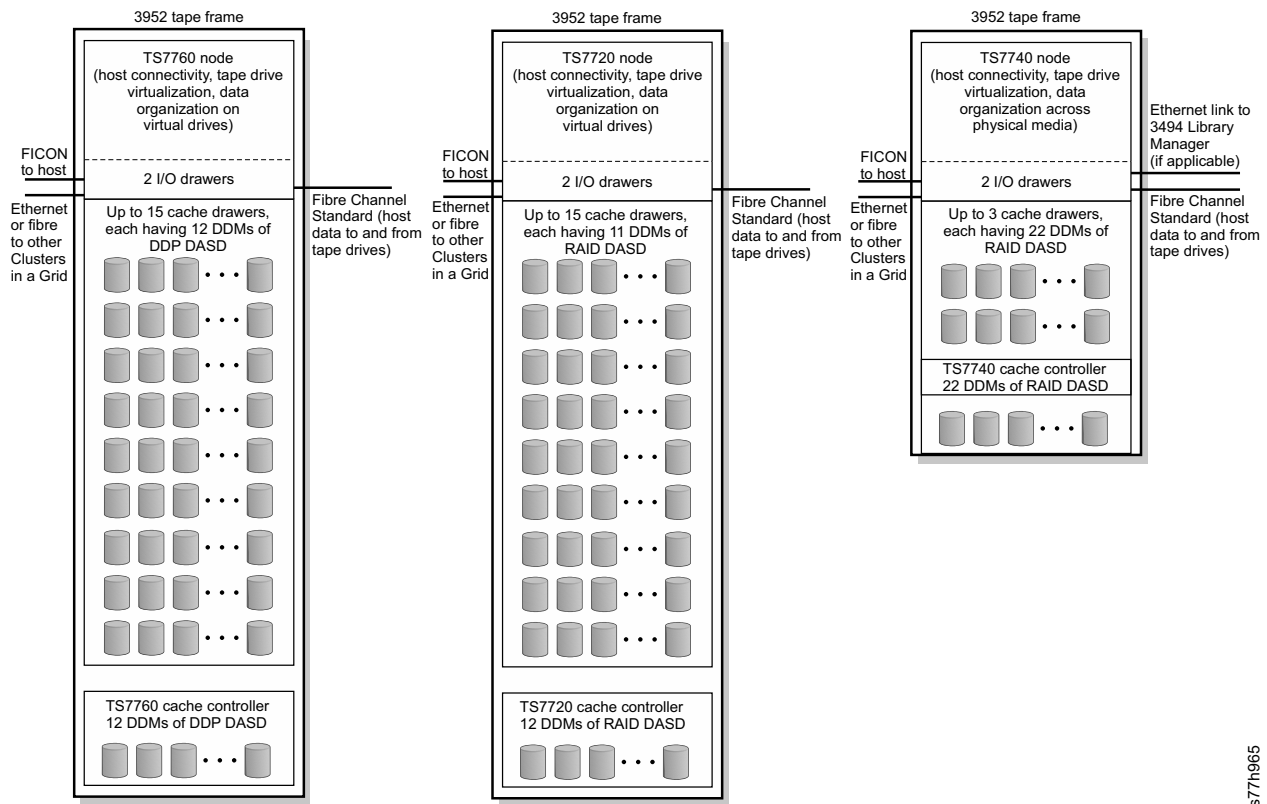 3952 tape frame
TS7760 node
(host connectivity, tape drive
virtualization, data
organization on
virtual drives)
FICON
to host
2 I/O drawers
Ethernet
or fibre
to other
Clusters
in a Grid
Up to 15 cache drawers,
each having 12 DDMs of
DDP DASD
Fibre Channel
Standard (host
data to and from
tape drives)
TS7760 cache controller
12 DDMs of DDP DASD
3952 tape frame
TS7720 node
(host connectivity, tape drive
virtualization, data
organization on
virtual drives)
FICON
to host
2 I/O drawers
Ethernet
or fibre
to other
Clusters
in a Grid
Up to 15 cache drawers,
each having 11 DDMs of
RAID DASD
Fibre Channel
Standard (host
data to and from
tape drives)
TS7720 cache controller
12 DDMs of RAID DASD
3952 tape frame
TS7740 node
(host connectivity, tape drive
virtualization, data
organization across
physical media)
Ethernet link to
3494 Library
Manager
(if applicable)
FICON
to host
2 I/O drawers
Ethernet
or fibre
to other
Clusters
in a Grid
Up to 3 cache drawers,
each having 22 DDMs of
RAID DASD
Fibre Channel
Standard (host
data to and from
tape drives)
TS7740 cache controller
22 DDMs of RAID DASD